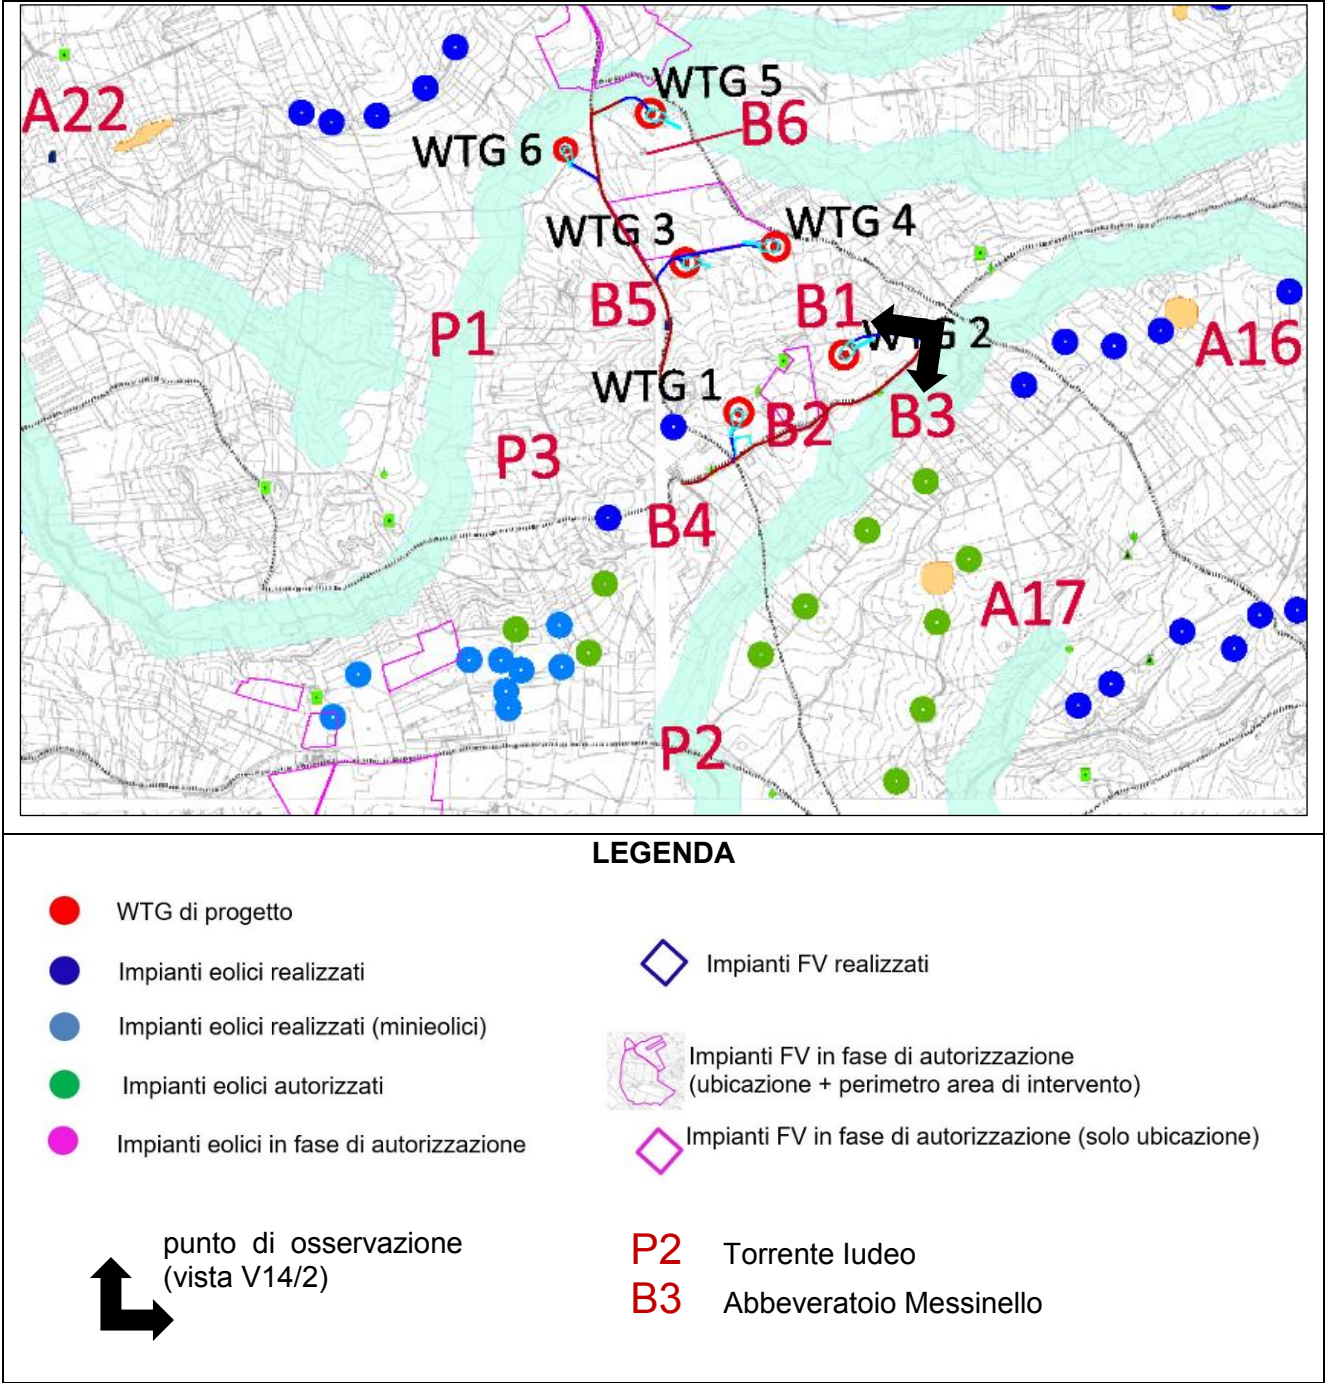 WTG 5
A22
B6
WTG 6
WTG 3
WTG 4
B5
B1
P1
WTG 2
A16
WTG 1
B2
B3
P3
B4
A17
P2
LEGENDA
WTG di progetto
Impianti eolici realizzati
Impianti eolici realizzati (minieolici)
Impianti eolici autorizzati
Impianti eolici in fase di autorizzazione
Impianti FV realizzati
Impianti FV in fase di autorizzazione
(ubicazione + perimetro area di intervento)
Impianti FV in fase di autorizzazione (solo ubicazione)
punto di osservazione
(vista V14/2)
P2 Torrente Iudeo
B3 Abbeveratoio Messinello